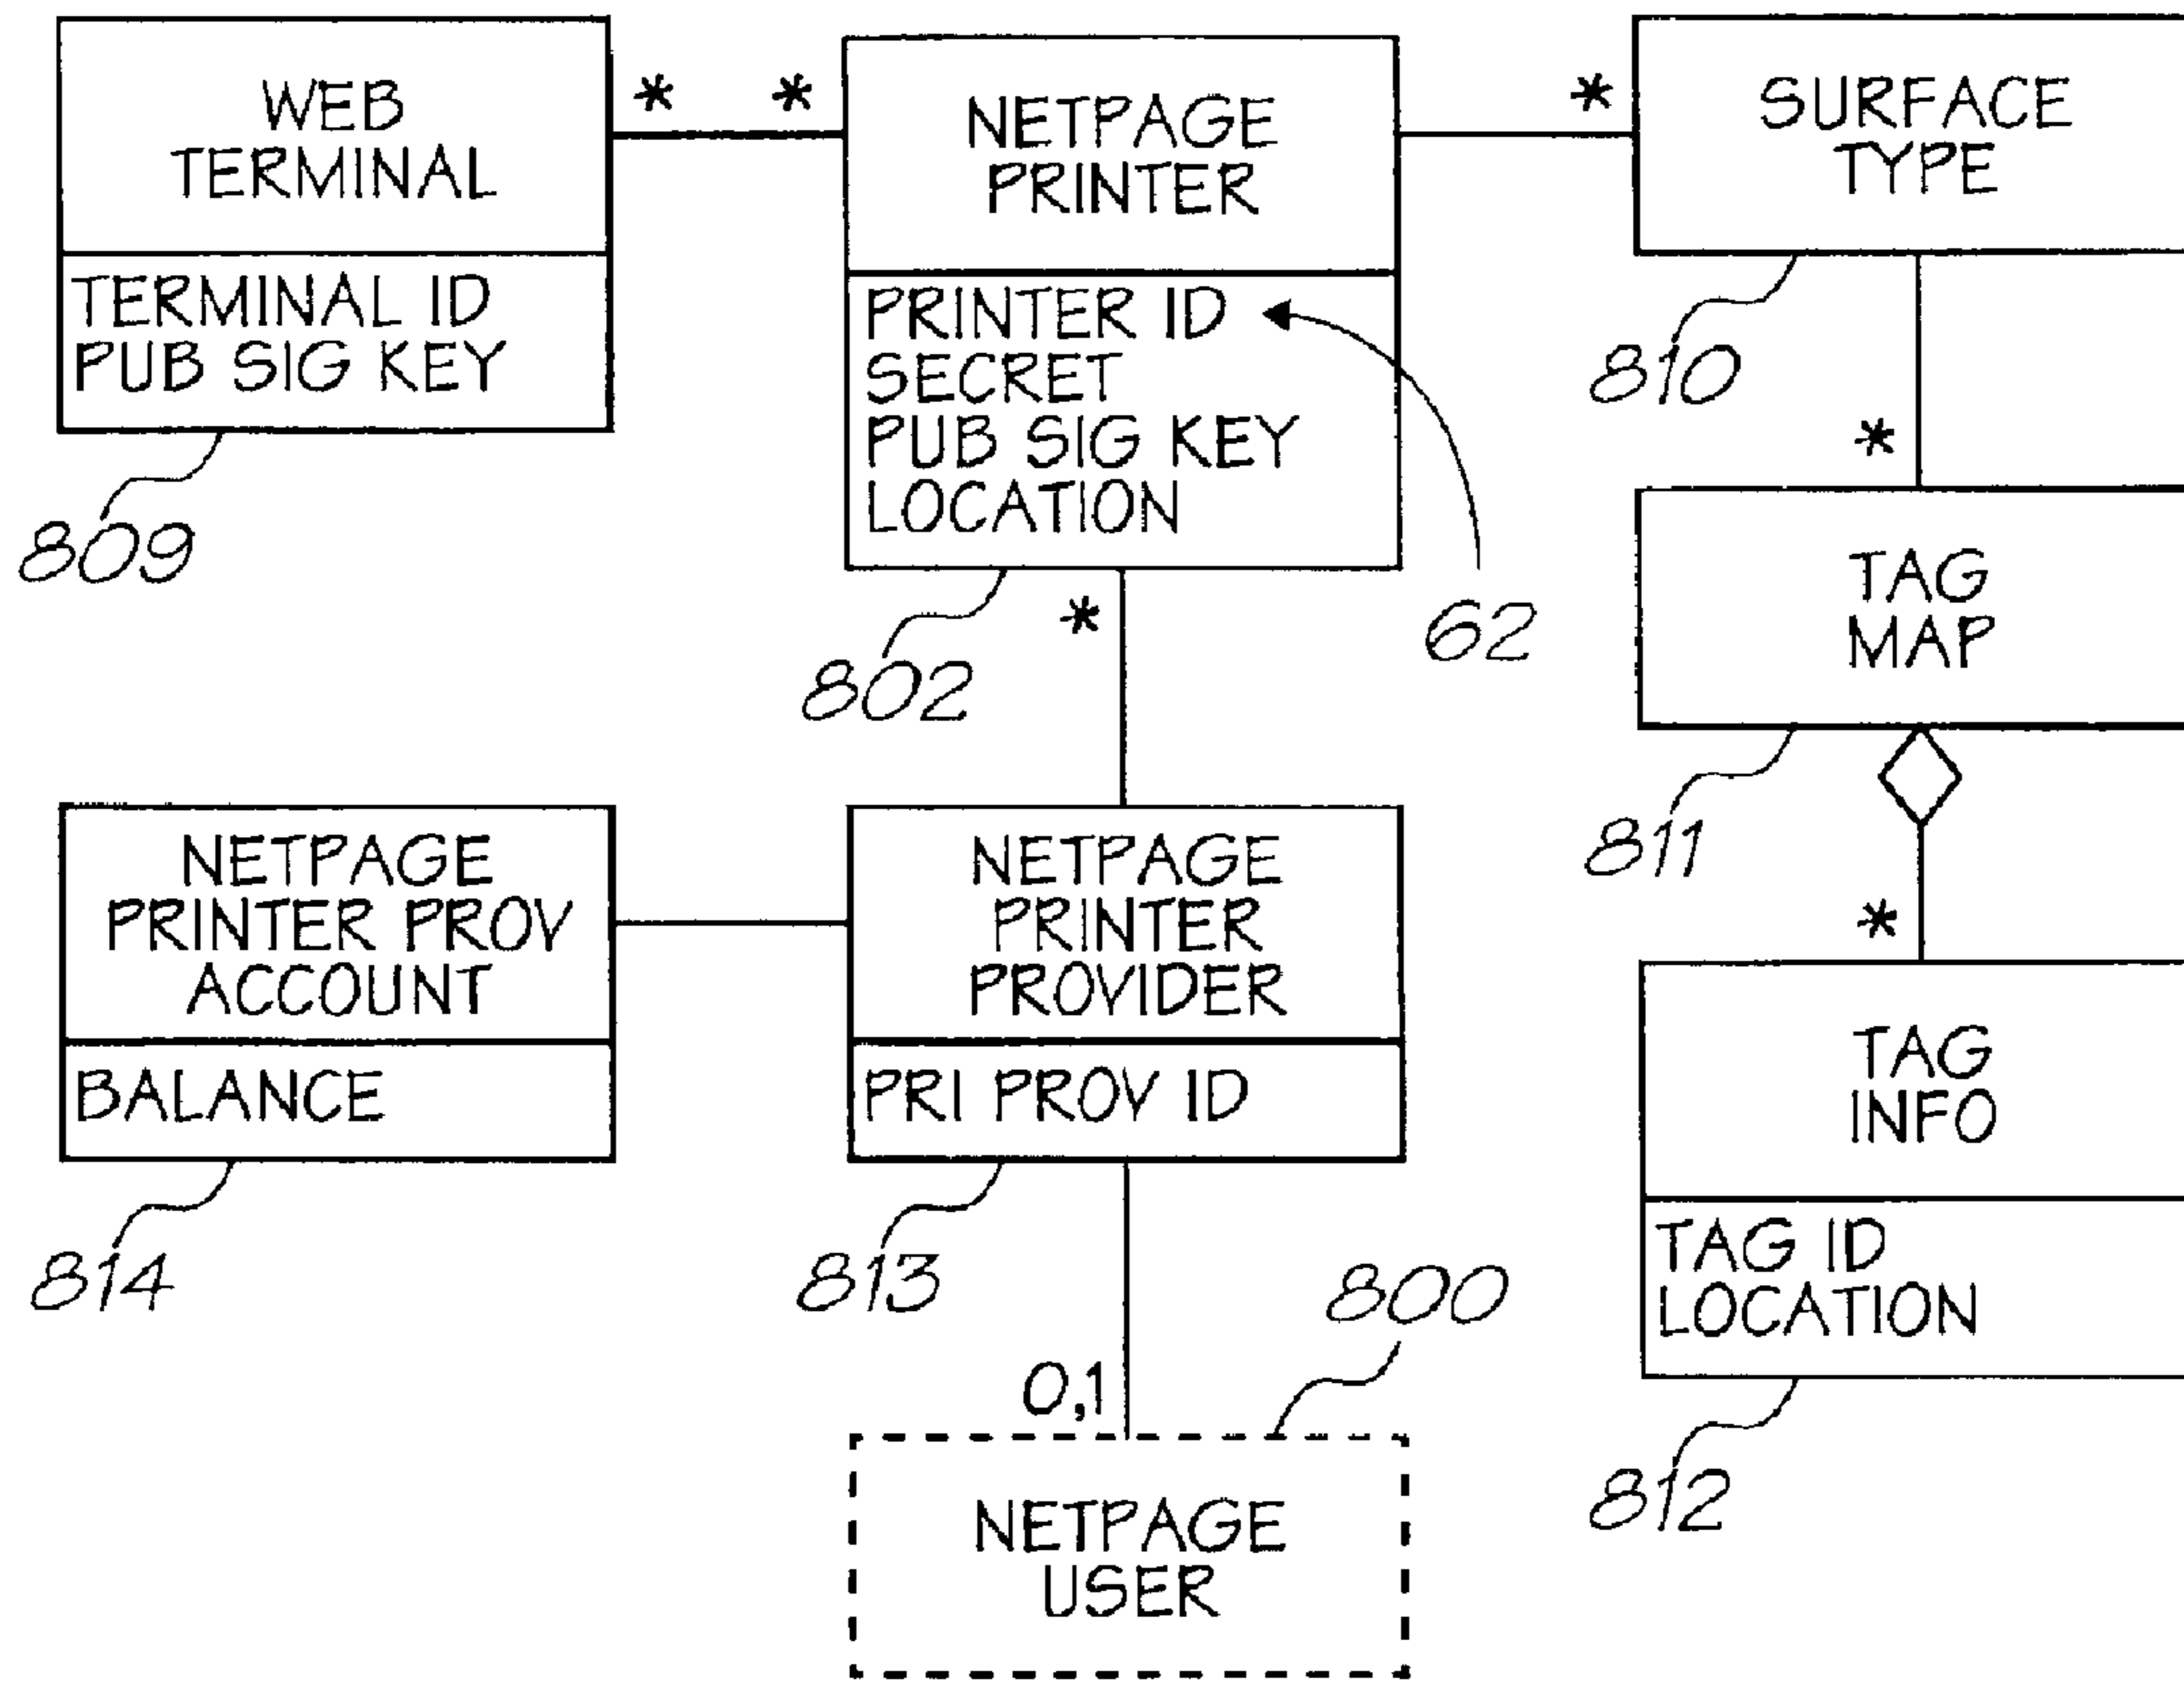 WEB
TERMINAL
TERMINAL ID
PUB SIG KEY
809
* *
NETPAGE
PRINTER
PRINTER ID
SECRET
PUB SIG KEY
LOCATION
62
802
*
*
SURFACE
TYPE
810
*
TAG
MAP
811
*
NETPAGE
PRINTER PROV
ACCOUNT
BALANCE
814
NETPAGE
PRINTER
PROVIDER
PRI PROV ID
813
TAG
INFO
TAG ID
LOCATION
812
800
0,1
NETPAGE
USER